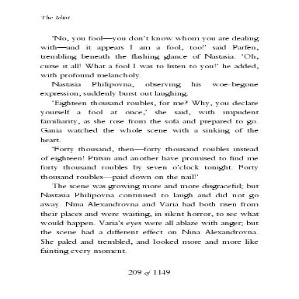 The Idiot
'No, you fool—you don't know whom you are dealing
with—and it appears I am a fool, too!' said Parfen,
trembling beneath the flashing glance of Nastasia. 'Oh,
curse it all! What a fool I was to listen to you!' he added,
with profound melancholy.
Nastasia Philipovna, observing his woe-begone
expression, suddenly burst out laughing.
'Eighteen thousand roubles, for me? Why, you declare
yourself a fool at once,' she said, with impudent
familiarity, as she rose from the sofa and prepared to go.
Gania watched the whole scene with a sinking of the
heart.
'Forty thousand, then—forty thousand roubles instead
of eighteen! Ptitsin and another have promised to find me
forty thousand roubles by seven o'clock tonight. Forty
thousand roubles—paid down on the nail!'
The scene was growing more and more disgraceful; but
Nastasia Philipovna continued to laugh and did not go
away. Nina Alexandrovna and Varia had both risen from
their places and were waiting, in silent horror, to see what
would happen. Varia's eyes were all ablaze with anger; but
the scene had a different effect on Nina Alexandrovna.
She paled and trembled, and looked more and more like
fainting every moment.
209 of 1149